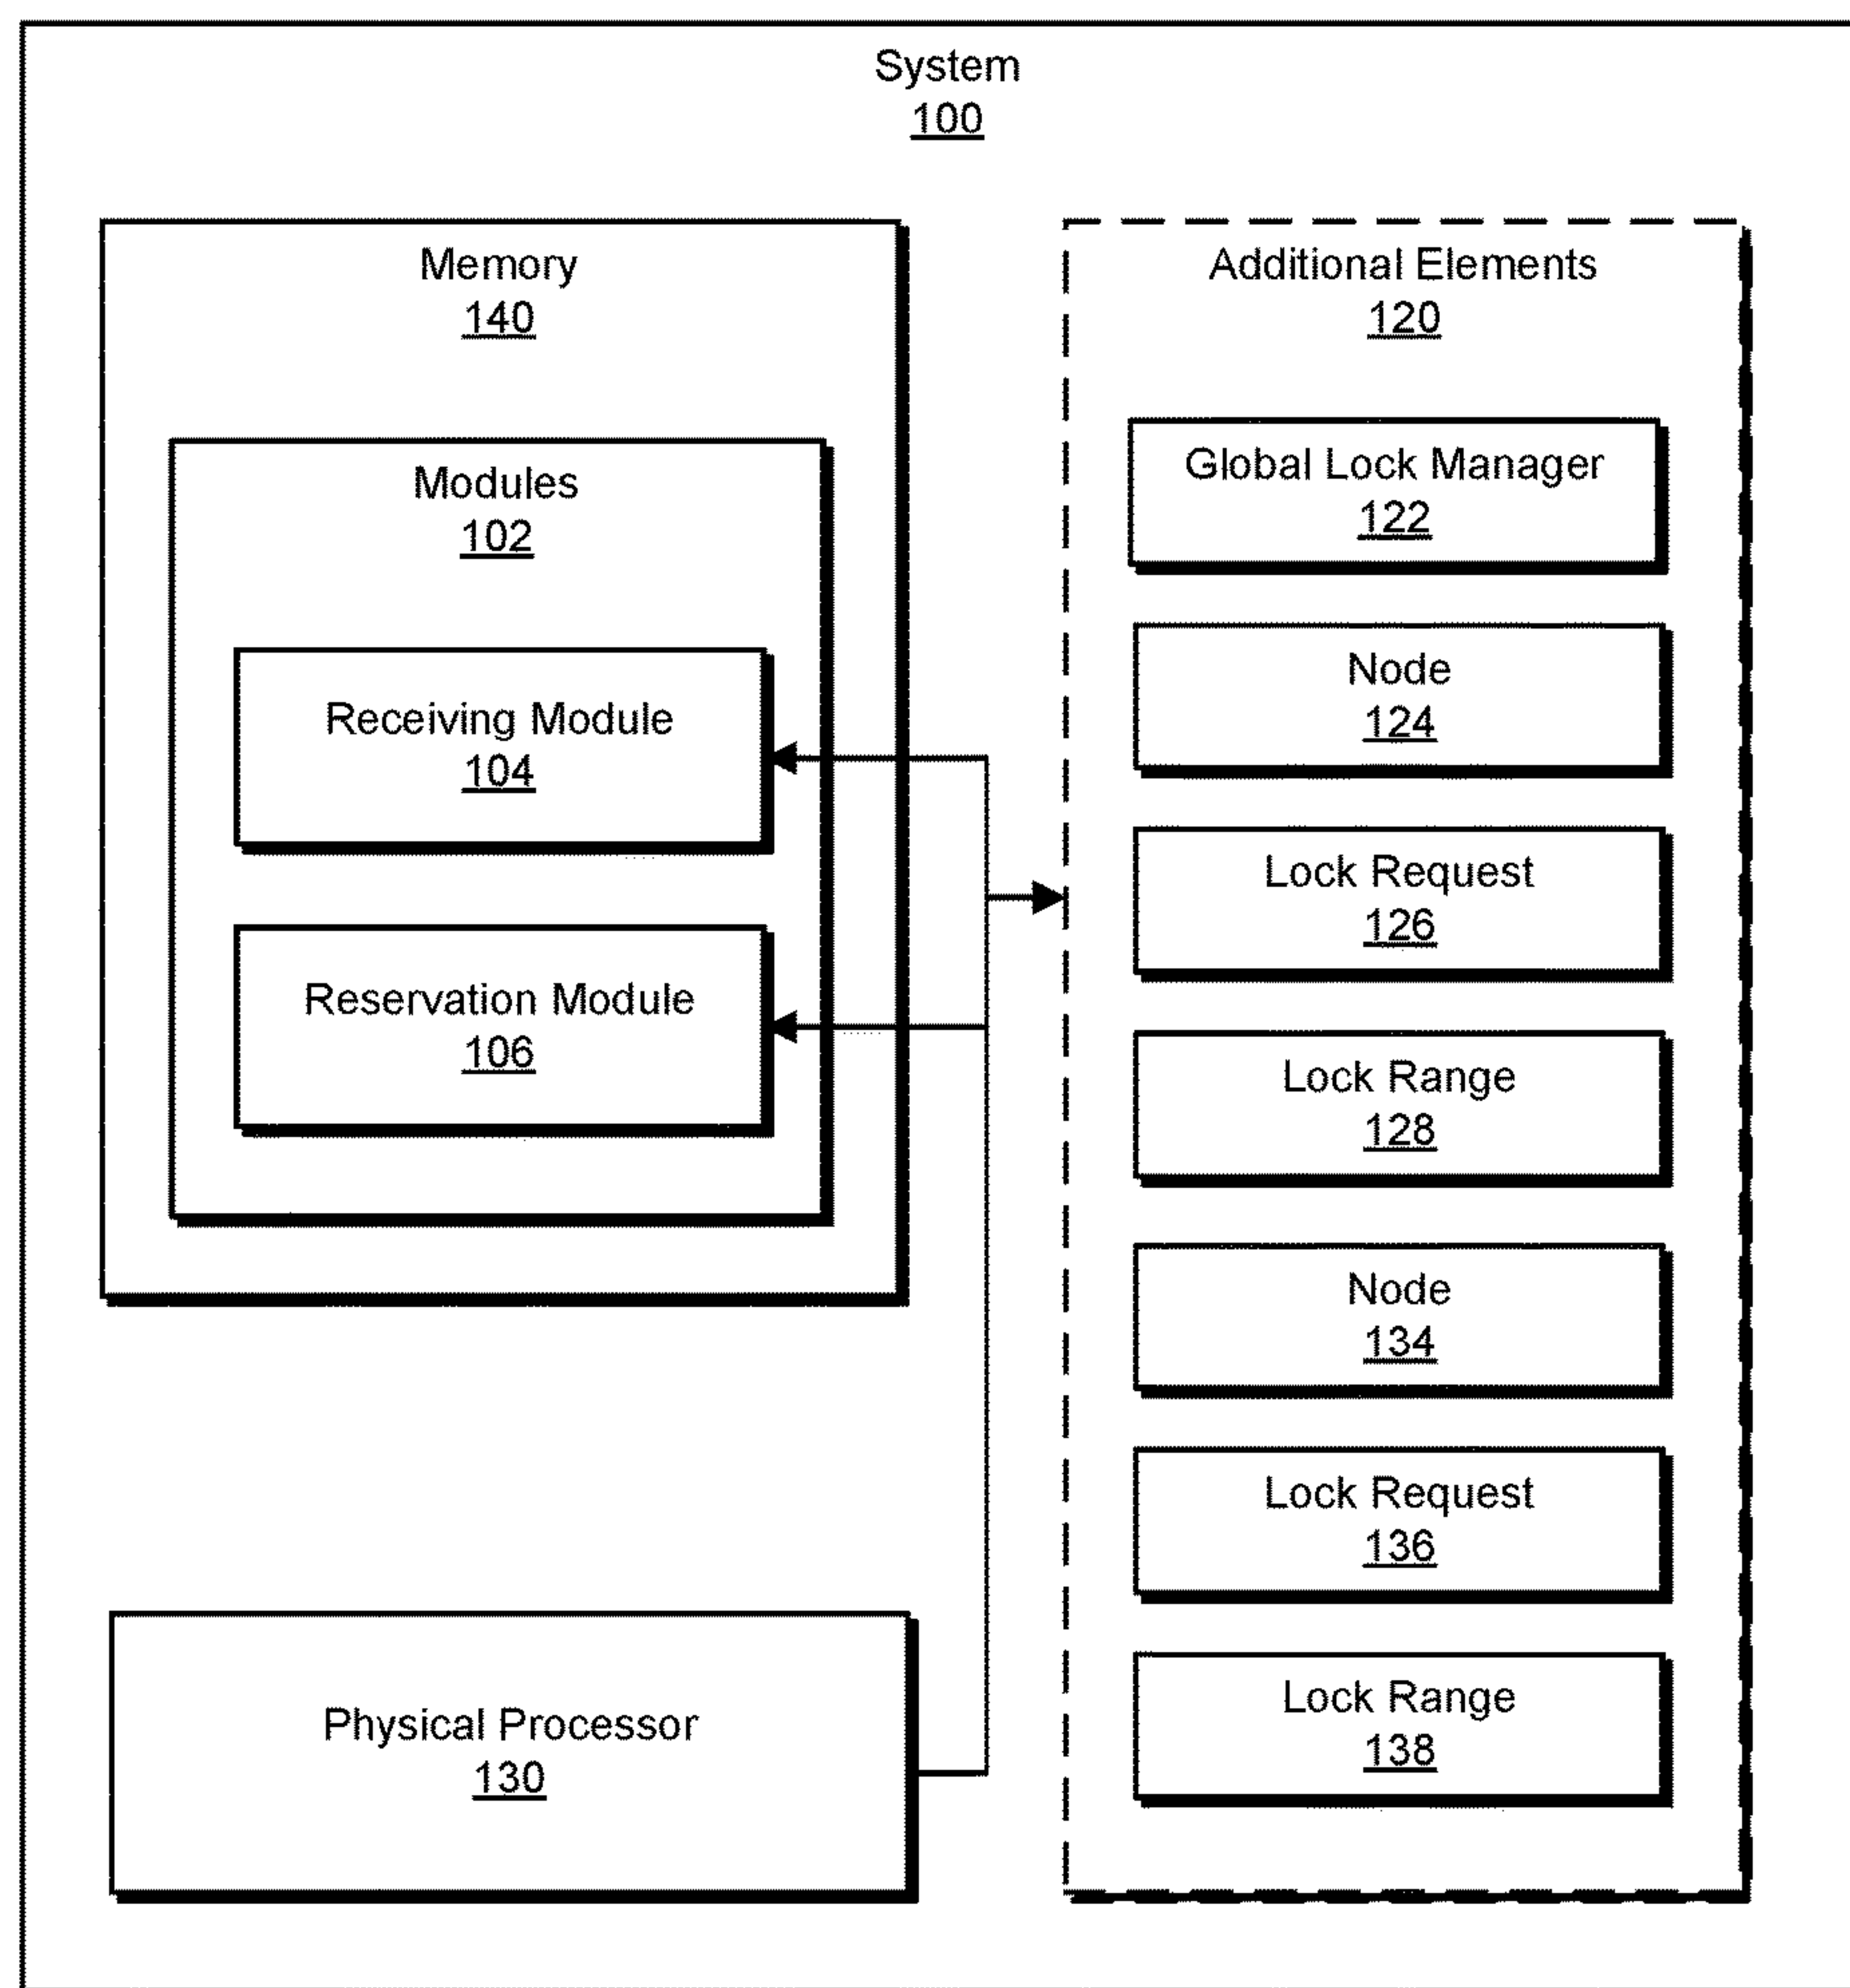 System
100
Memory
140
Modules
102
Receiving Module
104
Reservation Module
106
Physical Processor
130
Additional Elements
120
Global Lock Manager
122
Node
124
Lock Request
126
Lock Range
128
Node
134
Lock Request
136
Lock Range
138